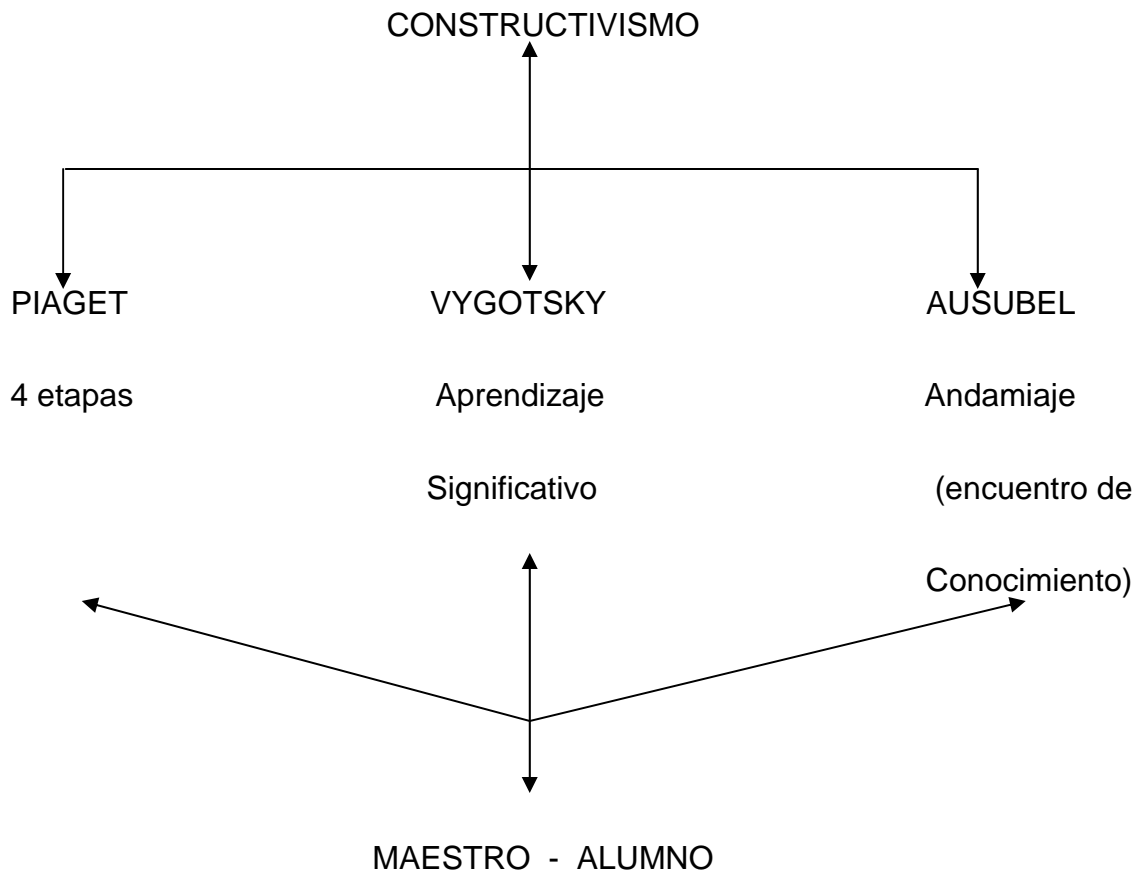 CONSTRUCTIVISMO
PIAGET VYGOTSKY AUSUBEL
4 etapas Aprendizaje Andamiaje
Significativo (encuentro de
Conocimiento)
MAESTRO - ALUMNO